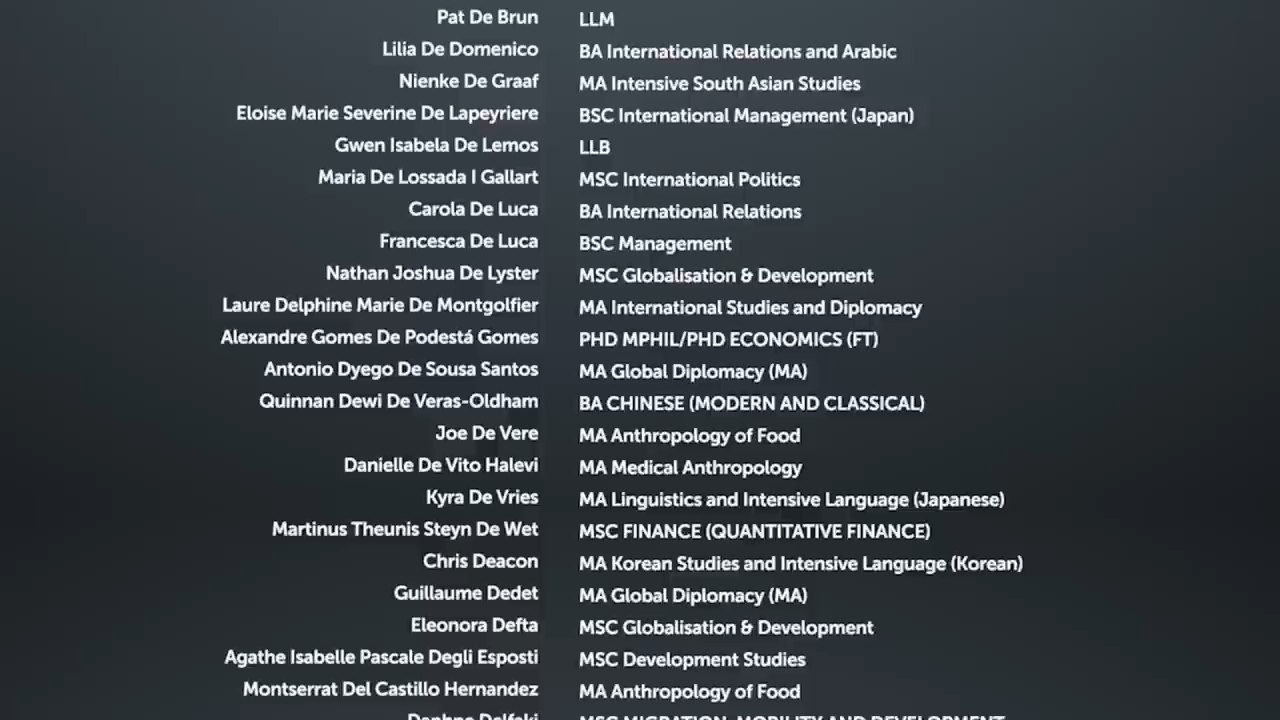 Pat De Brun LLM
Lilia De Domenico BA International Relations and Arabic
Nienke De Graaf MA Intensive South Asian Studies
Eloise Marie Severine De Lapeyriere BSC International Management (Japan)
Gwen Isabela De Lemos LLB
Maria De Lossada I Gallart MSC International Politics
Carola De Luca BA International Relations
Francesca De Luca BSC Management
Nathan Joshua De Lyster MSC Globalisation & Development
Laure Delphine Marie De Montgolfier MA International Studies and Diplomacy
Alexandre Gomes De Podestá Gomes PHD MPHIL/PHD ECONOMICS (FT)
Antonio Dyego De Sousa Santos MA Global Diplomacy (MA)
Quinnan Dewi De Veras-Oldham BA CHINESE (MODERN AND CLASSICAL)
Joe De Vere MA Anthropology of Food
Danielle De Vito Halevi MA Medical Anthropology
Kyra De Vries MA Linguistics and Intensive Language (Japanese)
Martinus Theunis Steyn De Wet MSC FINANCE (QUANTITATIVE FINANCE)
Chris Deacon MA Korean Studies and Intensive Language (Korean)
Guillaume Dedet MA Global Diplomacy (MA)
Eleonora Defta MSC Globalisation & Development
Agathe Isabelle Pascale Degli Esposti MSC Development Studies
Montserrat Del Castillo Hernandez MA Anthropology of Food
MSC MIGRATION, MOBILITY AND DEVELOPMENT